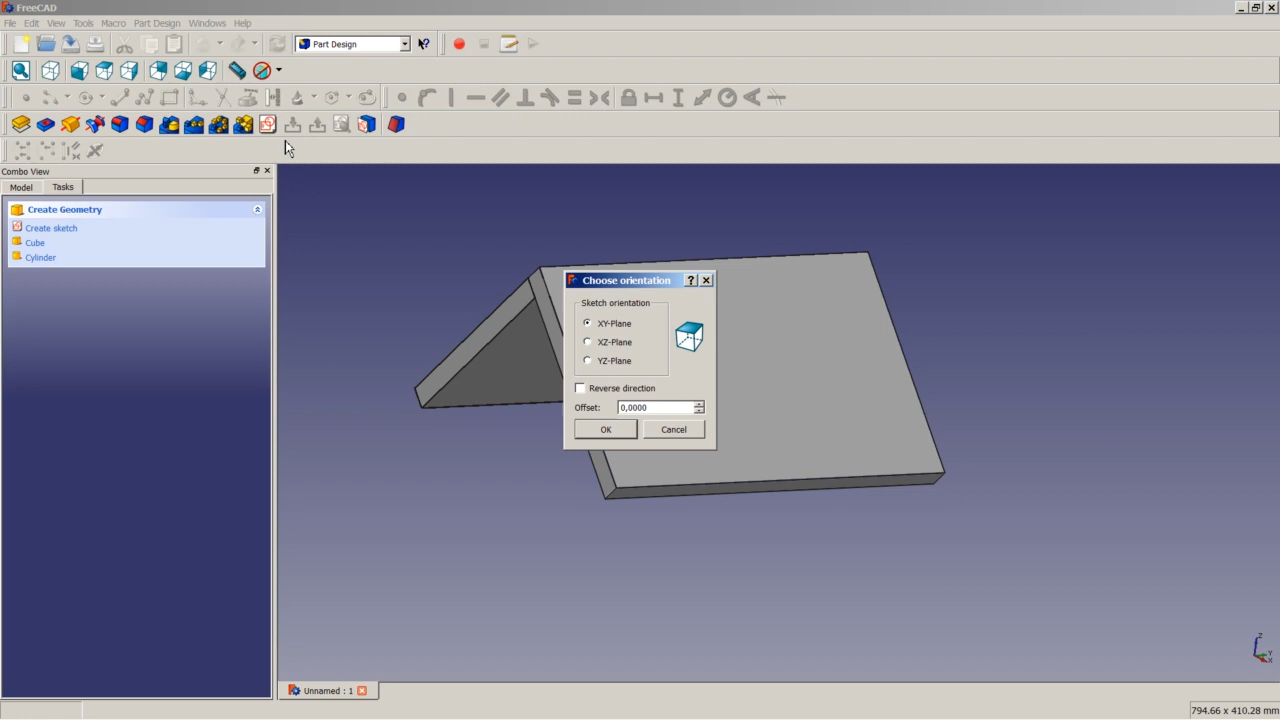 FreeCAD
File Edit View Tools Macro Part Design Windows Help
Part Design
Combo View
Model Tasks
Create Geometry
Create sketch
Cube
Cylinder
Choose orientation
Sketch orientation
XY-Plane
XZ-Plane
YZ-Plane
Reverse direction
Offset: 0,0000
OK Cancel
Z
Y
X
Unnamed : 1
794.66 x 410.28 mm